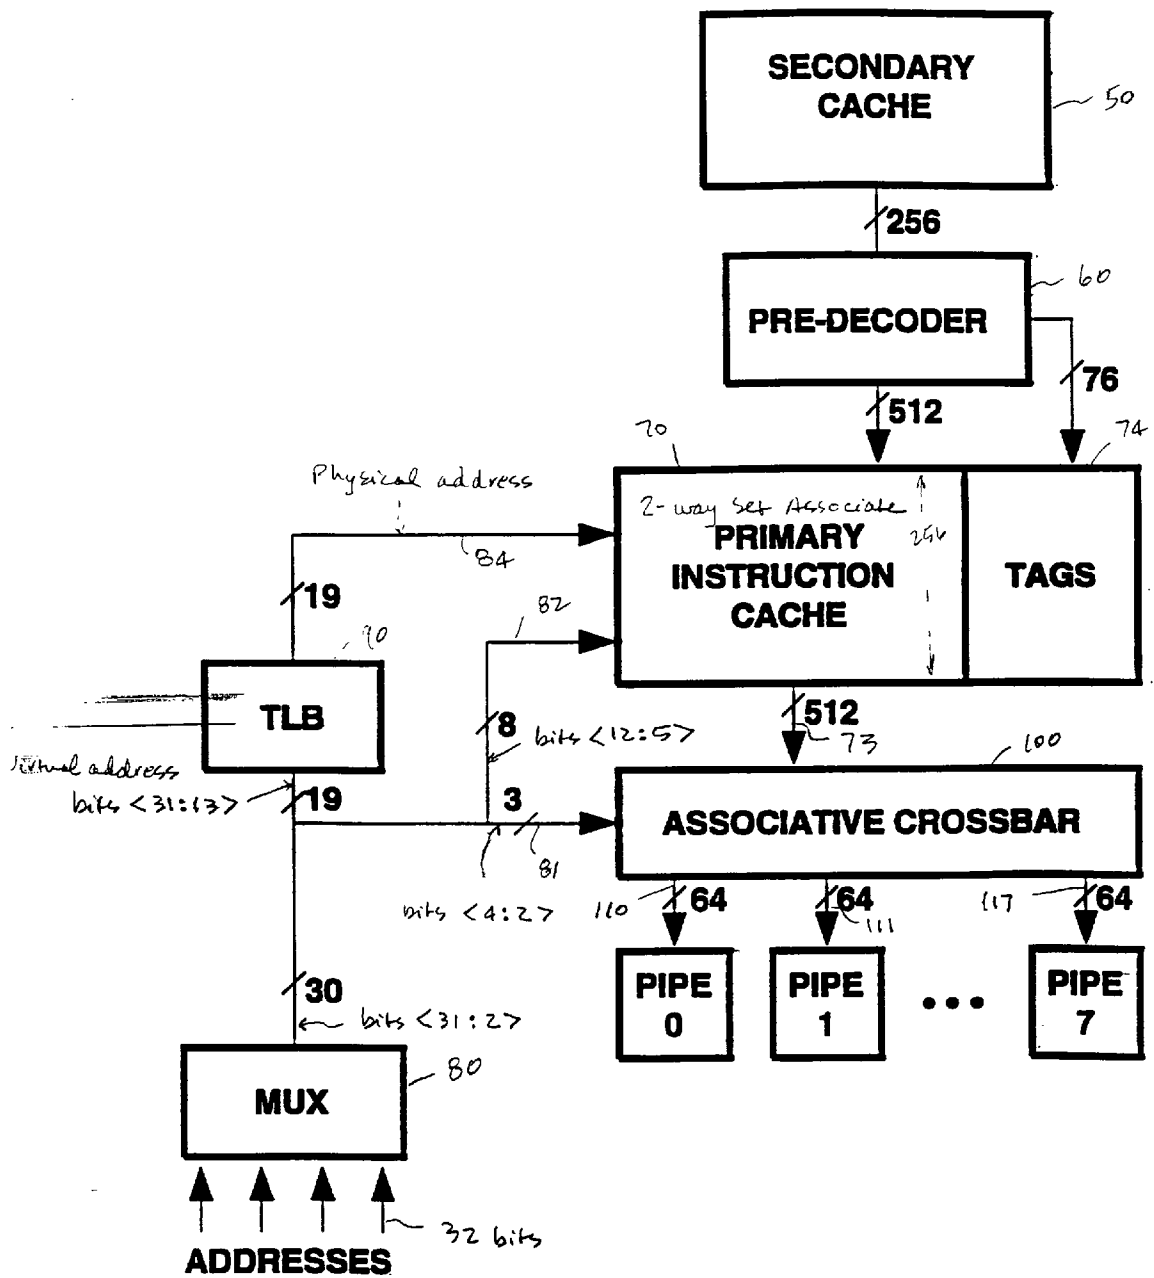 SECONDARY
CACHE
50
256
60
PRE-DECODER
76
512
70
74
Physical address
2-way Set Associate
PRIMARY
INSTRUCTION
CACHE
256
TAGS
84
19
82
90
TLB
512
73
8
bits <12:5>
Virtual address
bits <31:13>
19
3
100
ASSOCIATIVE CROSSBAR
81
bits <4:2>
110
64
64
111
117
64
PIPE
0
PIPE
1
• • •
PIPE
7
30
bits <31:2>
80
MUX
32 bits
ADDRESSES